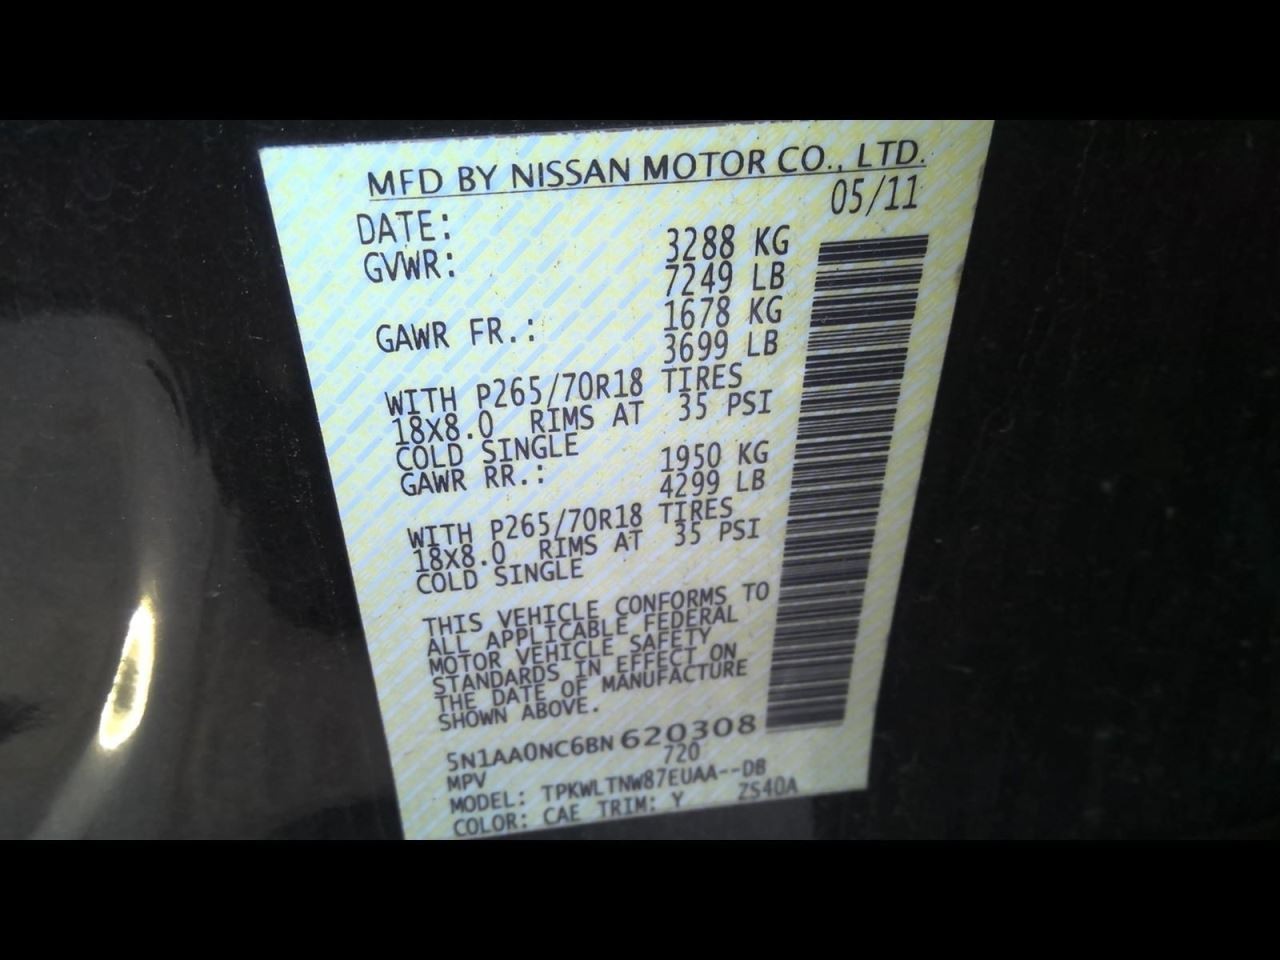 MFD BY NISSAN MOTOR CO., LTD.
DATE: 05/11
GVWR: 3288 KG
7249 LB
GAWR FR.: 1678 KG
3699 LB
WITH P265/70R18 TIRES
18X8.0 RIMS AT 35 PSI
COLD SINGLE
GAWR RR.: 1950 KG
4299 LB
WITH P265/70R18 TIRES
18X8.0 RIMS AT 35 PSI
COLD SINGLE
THIS VEHICLE CONFORMS TO
ALL APPLICABLE FEDERAL
MOTOR VEHICLE SAFETY
STANDARDS IN EFFECT ON
THE DATE OF MANUFACTURE
SHOWN ABOVE.
5N1AA0NC6BN 620308
MPV 720
MODEL: TPKWLTNW87EUAA--DB
COLOR: CAE TRIM: Y ZS40A